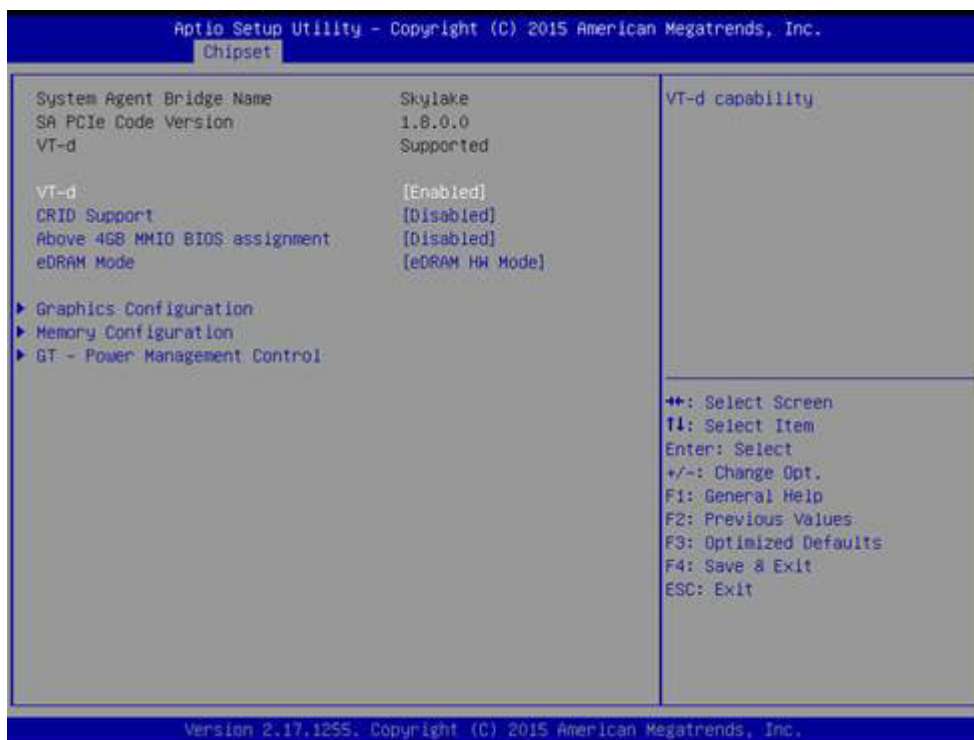 Aptio Setup Utility – Copyright (C) 2015 American Megatrends, Inc.
Chipset
System Agent Bridge Name Skylake
SA PCIe Code Version 1.8.0.0
VT-d Supported
VT-d [Enabled]
CRID Support [Disabled]
Above 4GB MMIO BIOS assignment [Disabled]
eDRAM Mode [eDRAM HW Mode]
▶ Graphics Configuration
▶ Memory Configuration
▶ GT - Power Management Control
VT-d capability
→←: Select Screen
↑↓: Select Item
Enter: Select
+/-: Change Opt.
F1: General Help
F2: Previous Values
F3: Optimized Defaults
F4: Save & Exit
ESC: Exit
Version 2.17.1255. Copyright (C) 2015 American Megatrends, Inc.